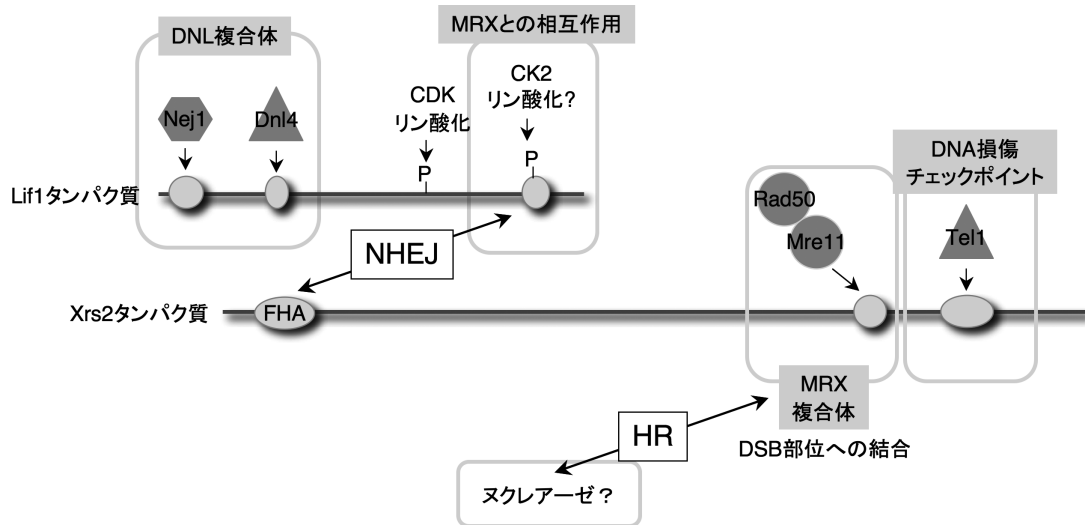 DNL複合体
MRXとの相互作用
Nej1
Dnl4
CDK
リン酸化
P
CK2
リン酸化?
P
Lif1タンパク質
NHEJ
DNA損傷
チェックポイント
Rad50
Mre11
Tel1
Xrs2タンパク質
FHA
MRX
複合体
DSB部位への結合
HR
ヌクレアーゼ？